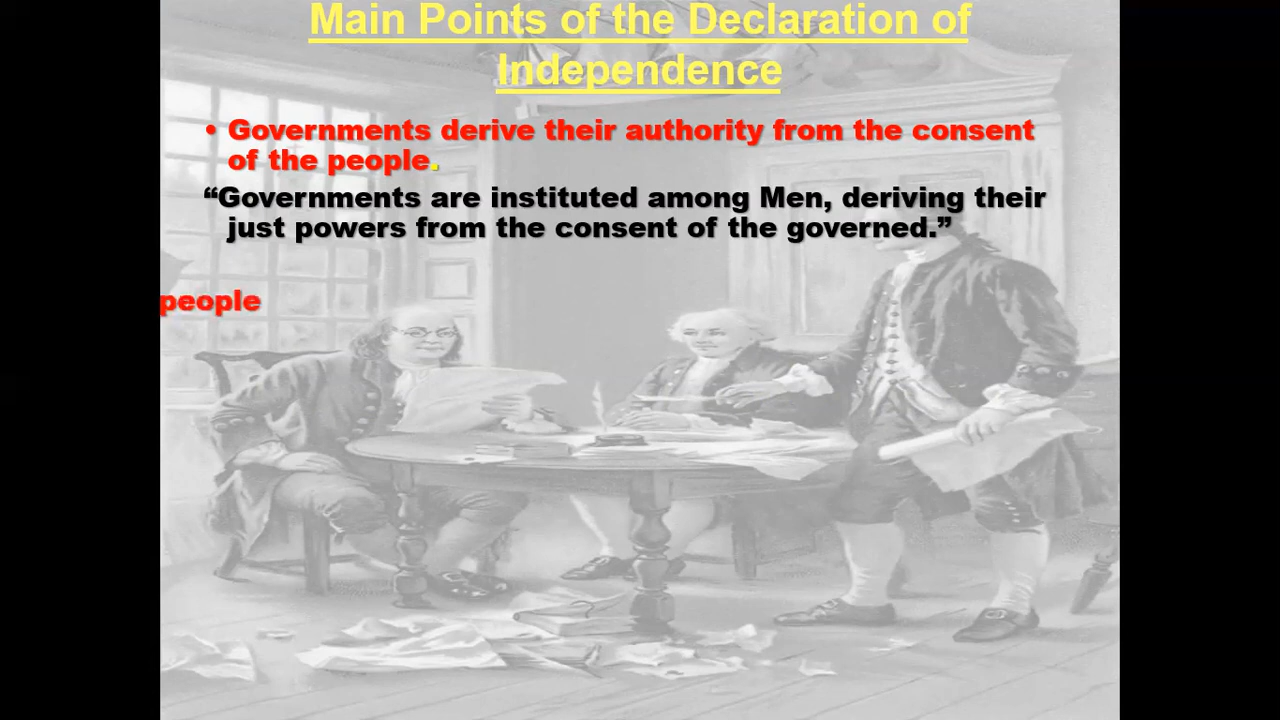 Main Points of the Declaration of
Independence
• Governments derive their authority from the consent
of the people.
“Governments are instituted among Men, deriving their
just powers from the consent of the governed.”
people